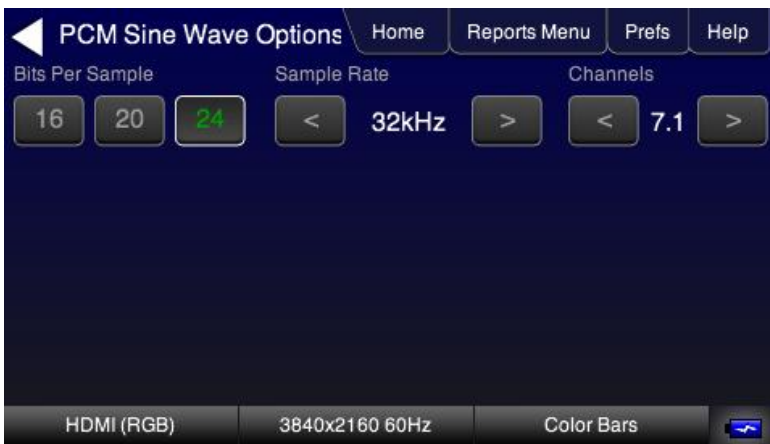 PCM Sine Wave Options Home Reports Menu Prefs Help
Bits Per Sample Sample Rate Channels
16 20 24 < 32kHz > < 7.1 >
HDMI (RGB) 3840x2160 60Hz Color Bars